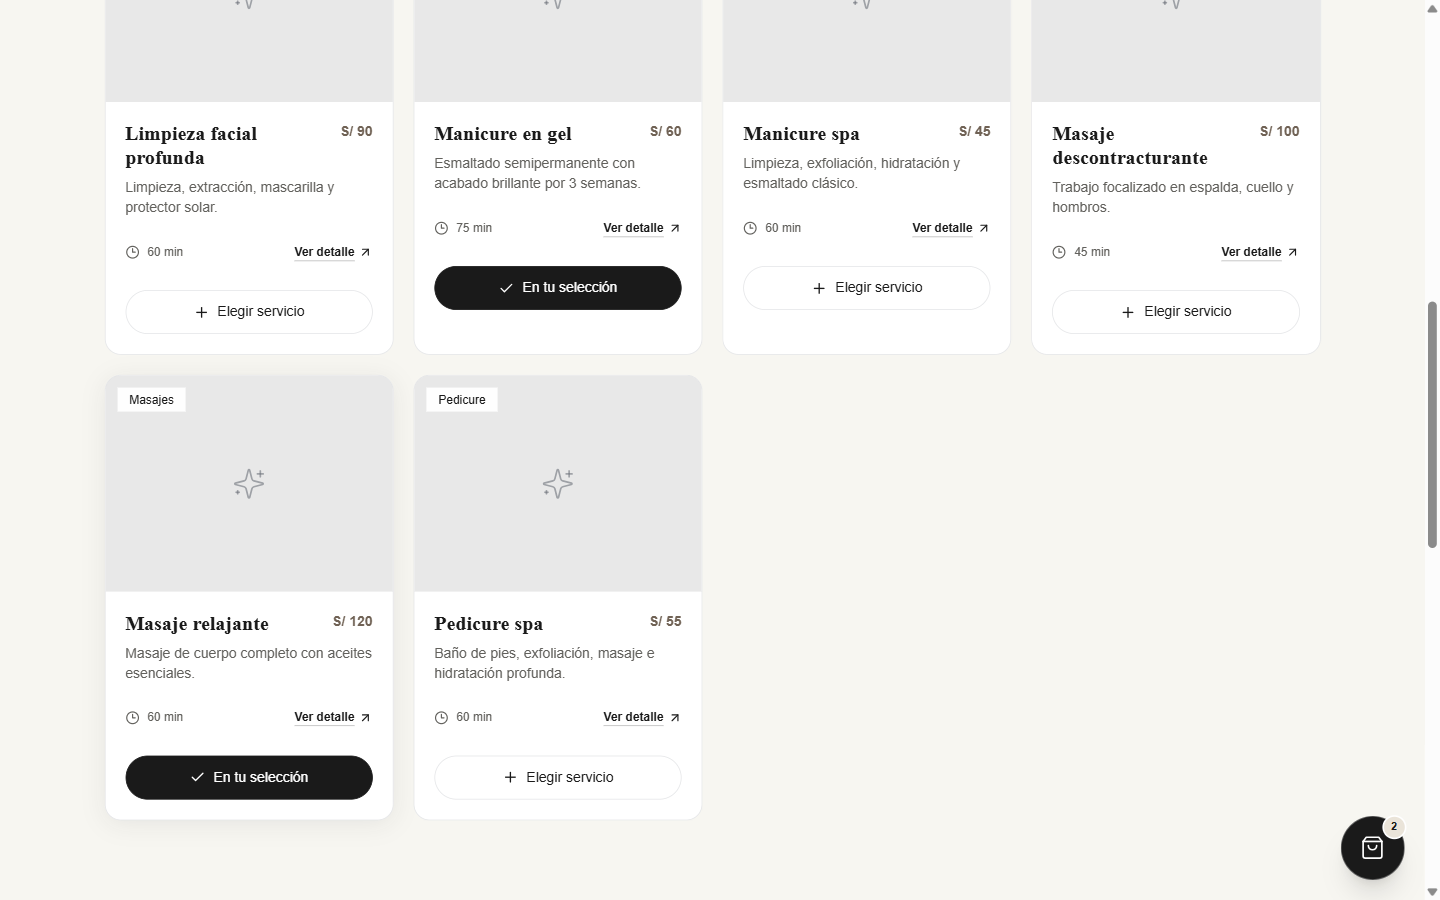 Limpieza facial
profunda
S/ 90
Limpieza, extracción, mascarilla y
protector solar.
60 min
Ver detalle
Elegir servicio
Manicure en gel
S/ 60
Esmaltado semipermanente con
acabado brillante por 3 semanas.
75 min
Ver detalle
En tu selección
Manicure spa
S/ 45
Limpieza, exfoliación, hidratación y
esmaltado clásico.
60 min
Ver detalle
Elegir servicio
Masaje
descontracturante
S/ 100
Trabajo focalizado en espalda, cuello y
hombros.
45 min
Ver detalle
Elegir servicio
Masajes
Masaje relajante
S/ 120
Masaje de cuerpo completo con aceites
esenciales.
60 min
Ver detalle
En tu selección
Pedicure
Pedicure spa
S/ 55
Baño de pies, exfoliación, masaje e
hidratación profunda.
60 min
Ver detalle
Elegir servicio
2